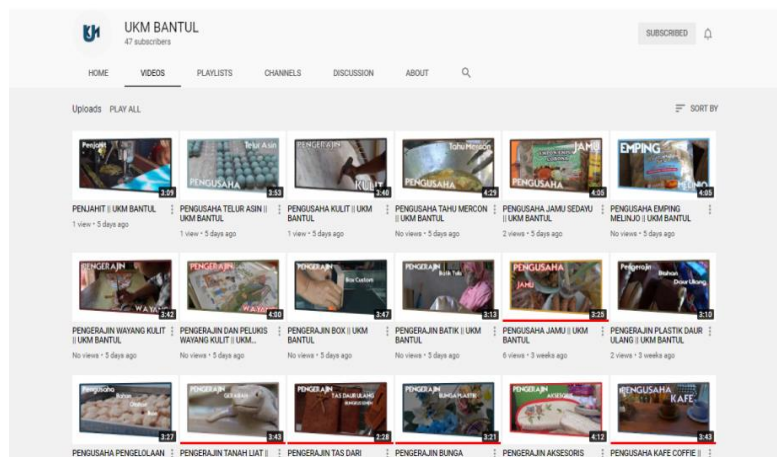 UKM BANTUL
47 subscribers
SUBSCRIBED
HOME VIDEOS PLAYLISTS CHANNELS DISCUSSION ABOUT
Uploads PLAY ALL
SORT BY
Penjahit
3:09
Telur Asin
PENGUSAHA
3:53
PENGERAJIN
KULIT
3:40
Tahu Mercon
PENGUSAHA
4:29
JAMU
PENGUSAHA
4:05
EMPING
MELINJO
4:05
PENJAHIT || UKM BANTUL
1 view • 5 days ago
PENGUSAHA TELUR ASIN ||
UKM BANTUL
1 view • 5 days ago
PENGERAJIN KULIT || UKM
BANTUL
1 view • 5 days ago
PENGUSAHA TAHU MERCON
|| UKM BANTUL
No views • 5 days ago
PENGUSAHA JAMU SEDAYU
|| UKM BANTUL
2 views • 5 days ago
PENGUSAHA EMPING
MELINJO || UKM BANTUL
No views • 5 days ago
PENGERAJIN
WAYANG
3:42
PENGERAJIN
WAYANG
4:00
PENGERAJIN
Box Custom
3:47
PENGERAJIN
Batik Tulis
3:13
PENGUSAHA
JAMU
3:25
Pengerajin
Bahan
Daur Ulang
3:10
PENGERAJIN WAYANG KULIT
|| UKM BANTUL
No views • 5 days ago
PENGERAJIN DAN PELUKIS
WAYANG KULIT || UKM...
No views • 5 days ago
PENGERAJIN BOX || UKM
BANTUL
No views • 5 days ago
PENGERAJIN BATIK || UKM
BANTUL
No views • 5 days ago
PENGUSAHA JAMU || UKM
BANTUL
6 views • 3 weeks ago
PENGERAJIN PLASTIK DAUR
ULANG || UKM BANTUL
2 views • 3 weeks ago
Pengusaha
3:27
PENGERAJIN
GERABAH
3:43
PENGERAJIN
TAS DAUR ULANG
3:28
PENGERAJIN
BUNGA PLASTIK
3:21
PENGERAJIN
AKSESORIS
4:12
PENGUSAHA
KAFE
3:43
PENGUSAHA PENGELOLAAN
PENGERAJIN TANAH LIAT ||
PENGERAJIN TAS DARI
PENGERAJIN BUNGA
PENGERAJIN AKSESORIS
PENGUSAHA KAFE COFFIE ||